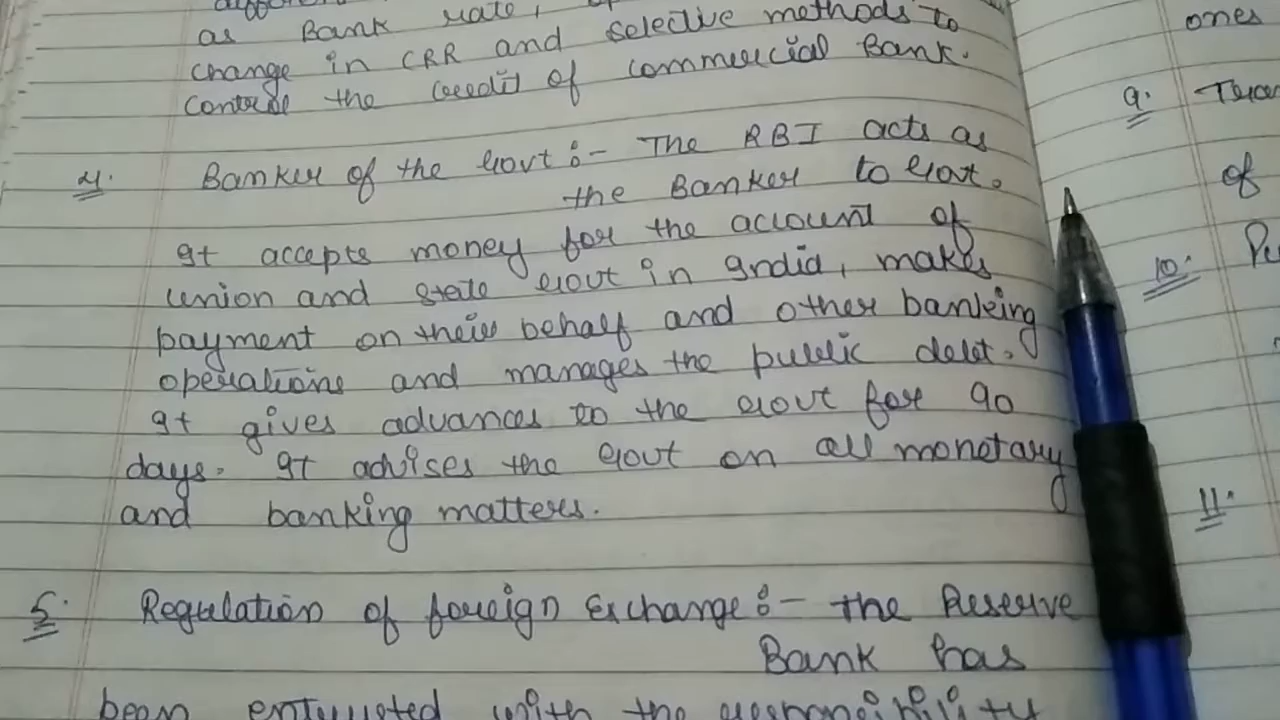 as Bank rate,
change in CRR and selective methods to
control the credit of commercial Bank.
4. Banker of the Govt :- The RBI acts as
the Banker to Govt.
It accepts money for the account of
union and state Govt in India, makes
payment on their behalf and other banking
operations and manages the public debt.
It gives advances to the Govt for 90
days. It advises the Govt on all monetary
and banking matters.
5. Regulation of foreign Exchange :- the Reserve
Bank has
been entrusted with the responsibility
ones
9.
of
10.
11.